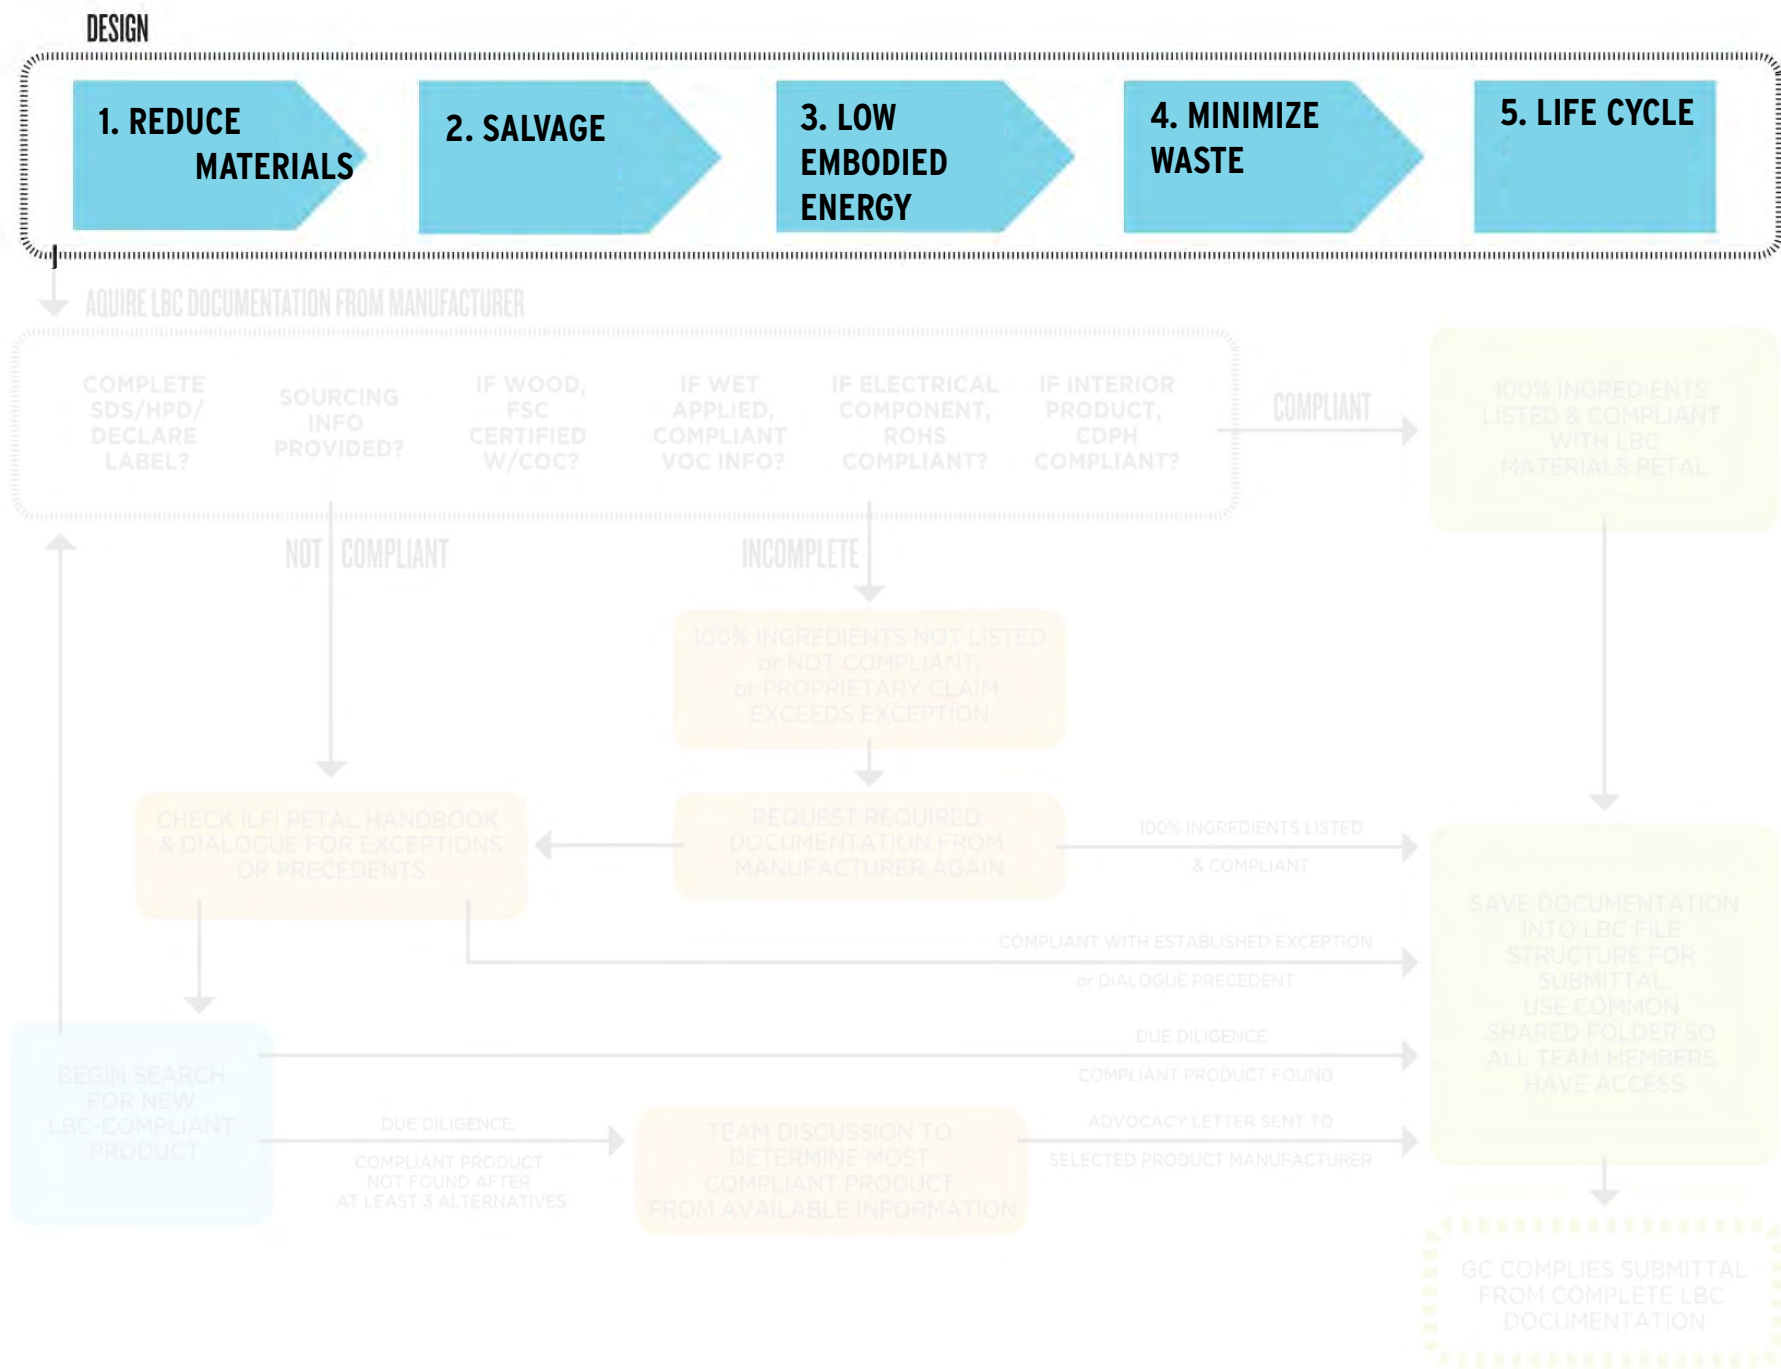 DESIGN
1. REDUCE
MATERIALS
2. SALVAGE
3. LOW
EMBODIED
ENERGY
4. MINIMIZE
WASTE
5. LIFE CYCLE
AQUIRE LBC DOCUMENTATION FROM MANUFACTURER
COMPLETE
SDS/HPD/
DECLARE
LABEL?
SOURCING
INFO
PROVIDED?
IF WOOD,
FSC
CERTIFIED
W/COC?
IF WET
APPLIED,
COMPLIANT
VOC INFO?
IF ELECTRICAL
COMPONENT,
ROHS
COMPLIANT?
IF INTERIOR
PRODUCT,
CDPH
COMPLIANT?
COMPLIANT
100% INGREDIENTS
LISTED & COMPLIANT
WITH LBC
MATERIALS PETAL
NOT COMPLIANT
INCOMPLETE
100% INGREDIENTS NOT LISTED
or NOT COMPLIANT,
or PROPRIETARY CLAIM
EXCEEDS EXCEPTION
CHECK ILFI PETAL HANDBOOK
& DIALOGUE FOR EXCEPTIONS
OR PRECEDENTS
REQUEST REQUIRED
DOCUMENTATION FROM
MANUFACTURER AGAIN
100% INGREDIENTS LISTED
& COMPLIANT
COMPLIANT WITH ESTABLISHED EXCEPTION
or DIALOGUE PRECEDENT
SAVE DOCUMENTATION
INTO LBC FILE
STRUCTURE FOR
SUBMITTAL.
USE COMMON
SHARED FOLDER SO
ALL TEAM MEMBERS
HAVE ACCESS
BEGIN SEARCH
FOR NEW
LBC-COMPLIANT
PRODUCT
DUE DILIGENCE:
COMPLIANT PRODUCT FOUND
DUE DILIGENCE:
COMPLIANT PRODUCT
NOT FOUND AFTER
AT LEAST 3 ALTERNATIVES
TEAM DISCUSSION TO
DETERMINE MOST
COMPLIANT PRODUCT
FROM AVAILABLE INFORMATION
ADVOCACY LETTER SENT TO
SELECTED PRODUCT MANUFACTURER
GC COMPLIES SUBMITTAL
FROM COMPLETE LBC
DOCUMENTATION